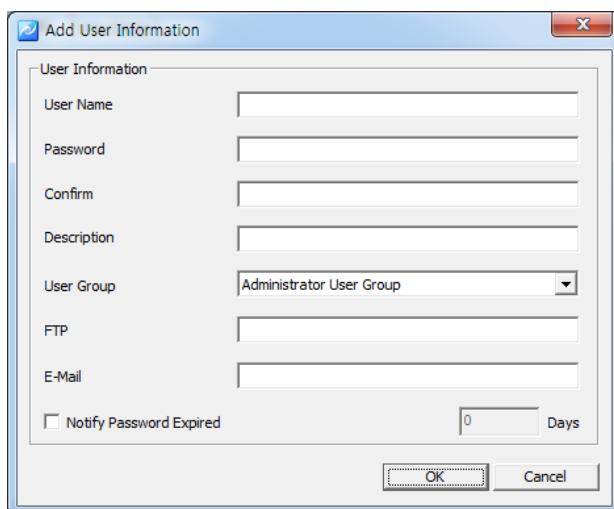 Add User Information
User Information
User Name
Password
Confirm
Description
User Group Administrator User Group
FTP
E-Mail
Notify Password Expired 0 Days
OK Cancel